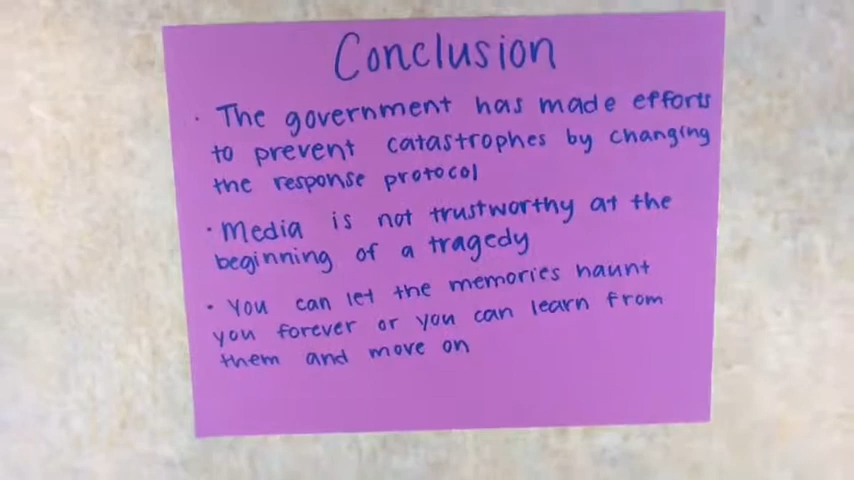 Conclusion
· The government has made efforts
to prevent catastrophes by changing
the response protocol
· Media is not trustworthy at the
beginning of a tragedy
· You can let the memories haunt
you forever or you can learn from
them and move on